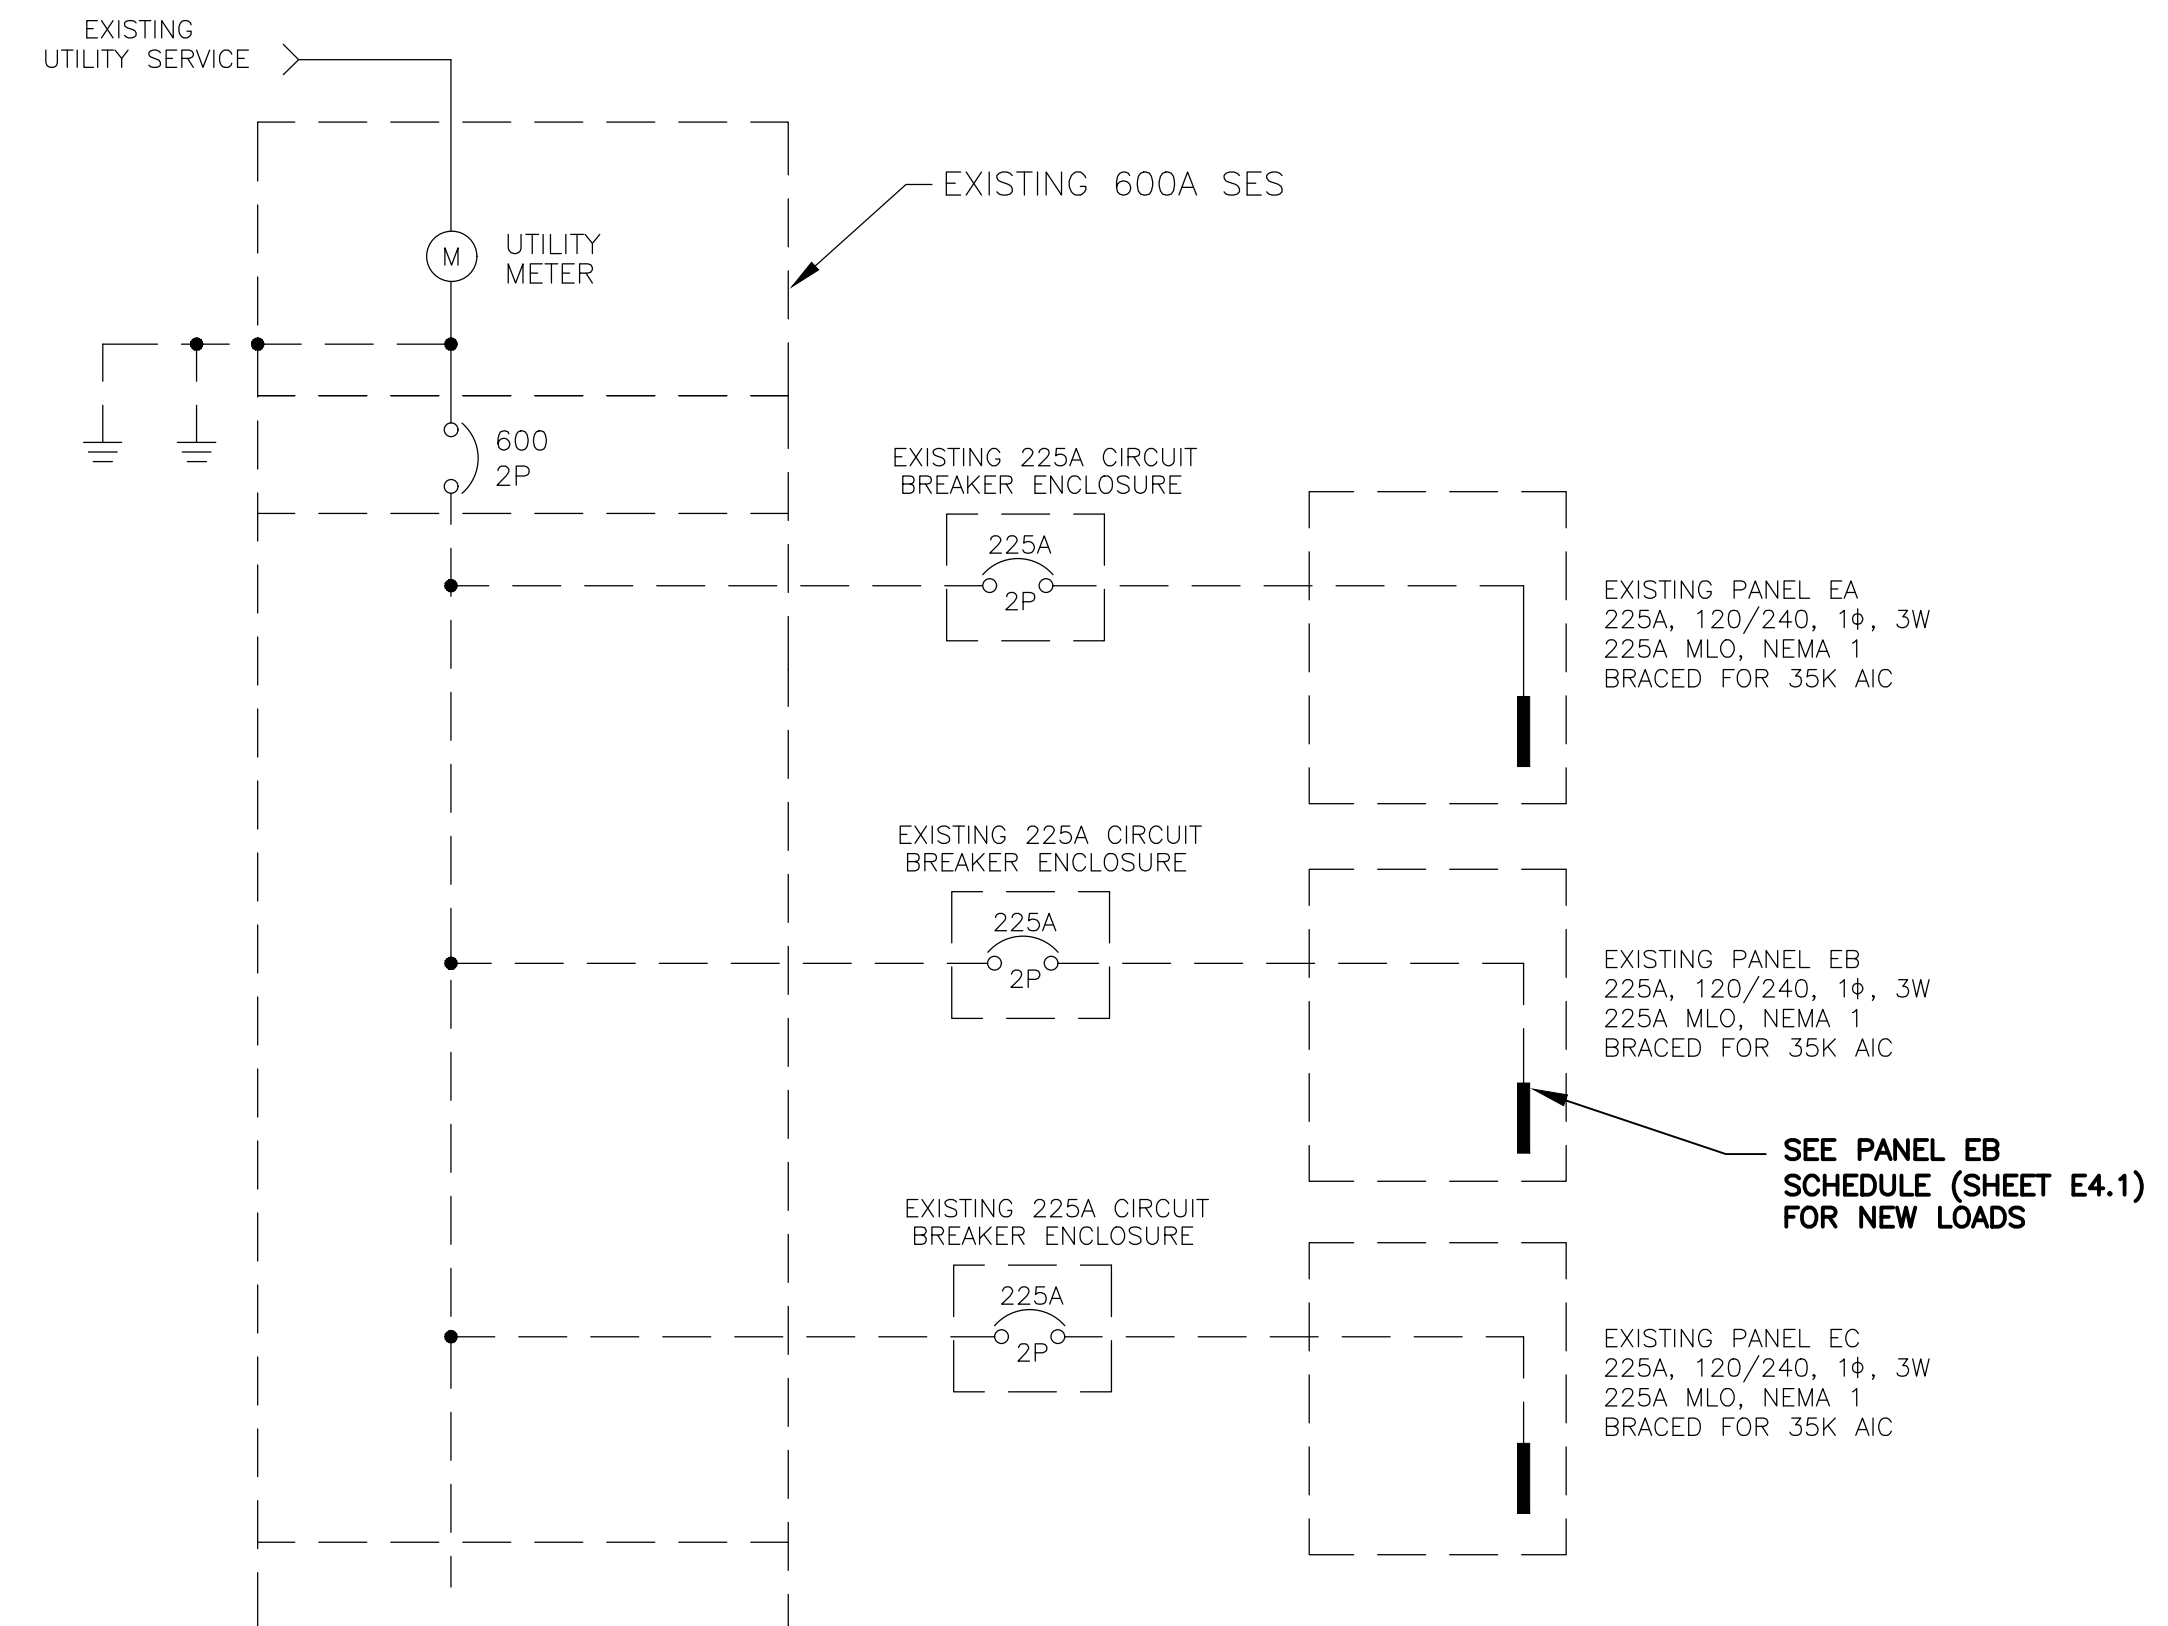 EXISTING
UTILITY SERVICE
EXISTING 600A SES
M
UTILITY
METER
600
2P
EXISTING 225A CIRCUIT
BREAKER ENCLOSURE
225A
2P
EXISTING PANEL EA
225A, 120/240, 1ϕ, 3W
225A MLO, NEMA 1
BRACED FOR 35K AIC
EXISTING 225A CIRCUIT
BREAKER ENCLOSURE
225A
2P
EXISTING PANEL EB
225A, 120/240, 1ϕ, 3W
225A MLO, NEMA 1
BRACED FOR 35K AIC
SEE PANEL EB
SCHEDULE (SHEET E4.1)
FOR NEW LOADS
EXISTING 225A CIRCUIT
BREAKER ENCLOSURE
225A
2P
EXISTING PANEL EC
225A, 120/240, 1ϕ, 3W
225A MLO, NEMA 1
BRACED FOR 35K AIC